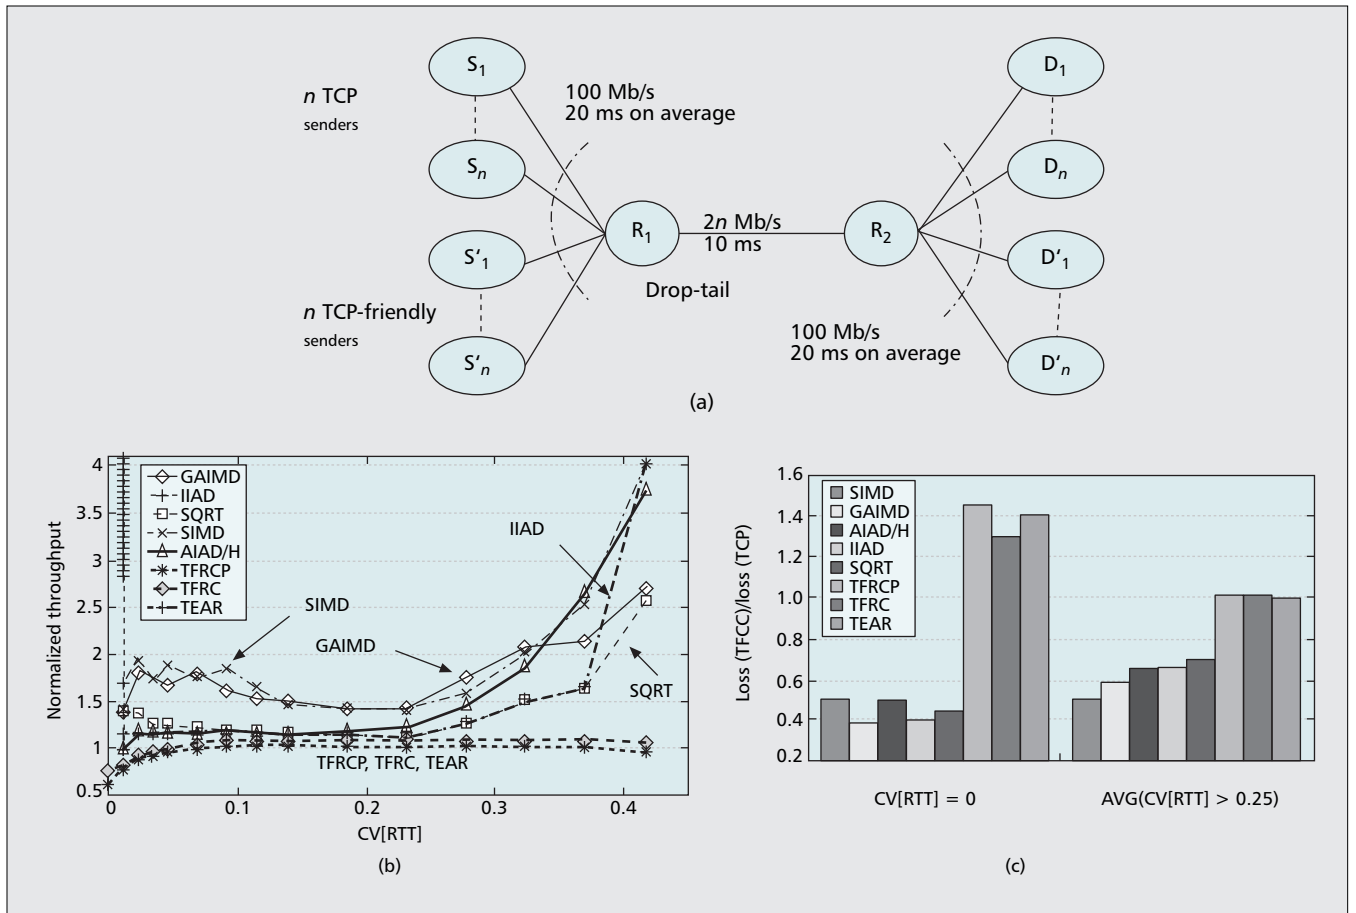 S1
n TCP
senders
100 Mb/s
20 ms on average
D1
Sn
Dn
R1
2n Mb/s
10 ms
R2
S'1
D'1
Drop-tail
n TCP-friendly
senders
100 Mb/s
20 ms on average
S'n
D'n
(a)
Normalized throughput
4
3.5
3
2.5
2
1.5
1
0.5
GAIMD
IIAD
SQRT
SIMD
AIAD/H
TFRCP
TFRC
TEAR
SIMD
GAIMD
IIAD
SQRT
TFRCP, TFRC, TEAR
0
0.1
0.2
0.3
0.4
CV[RTT]
(b)
Loss (TFCC)/loss (TCP)
1.6
1.4
1.2
1.0
0.8
0.6
0.4
0.2
SIMD
GAIMD
AIAD/H
IIAD
SQRT
TFRCP
TFRC
TEAR
CV[RTT] = 0
AVG(CV[RTT] > 0.25)
(c)